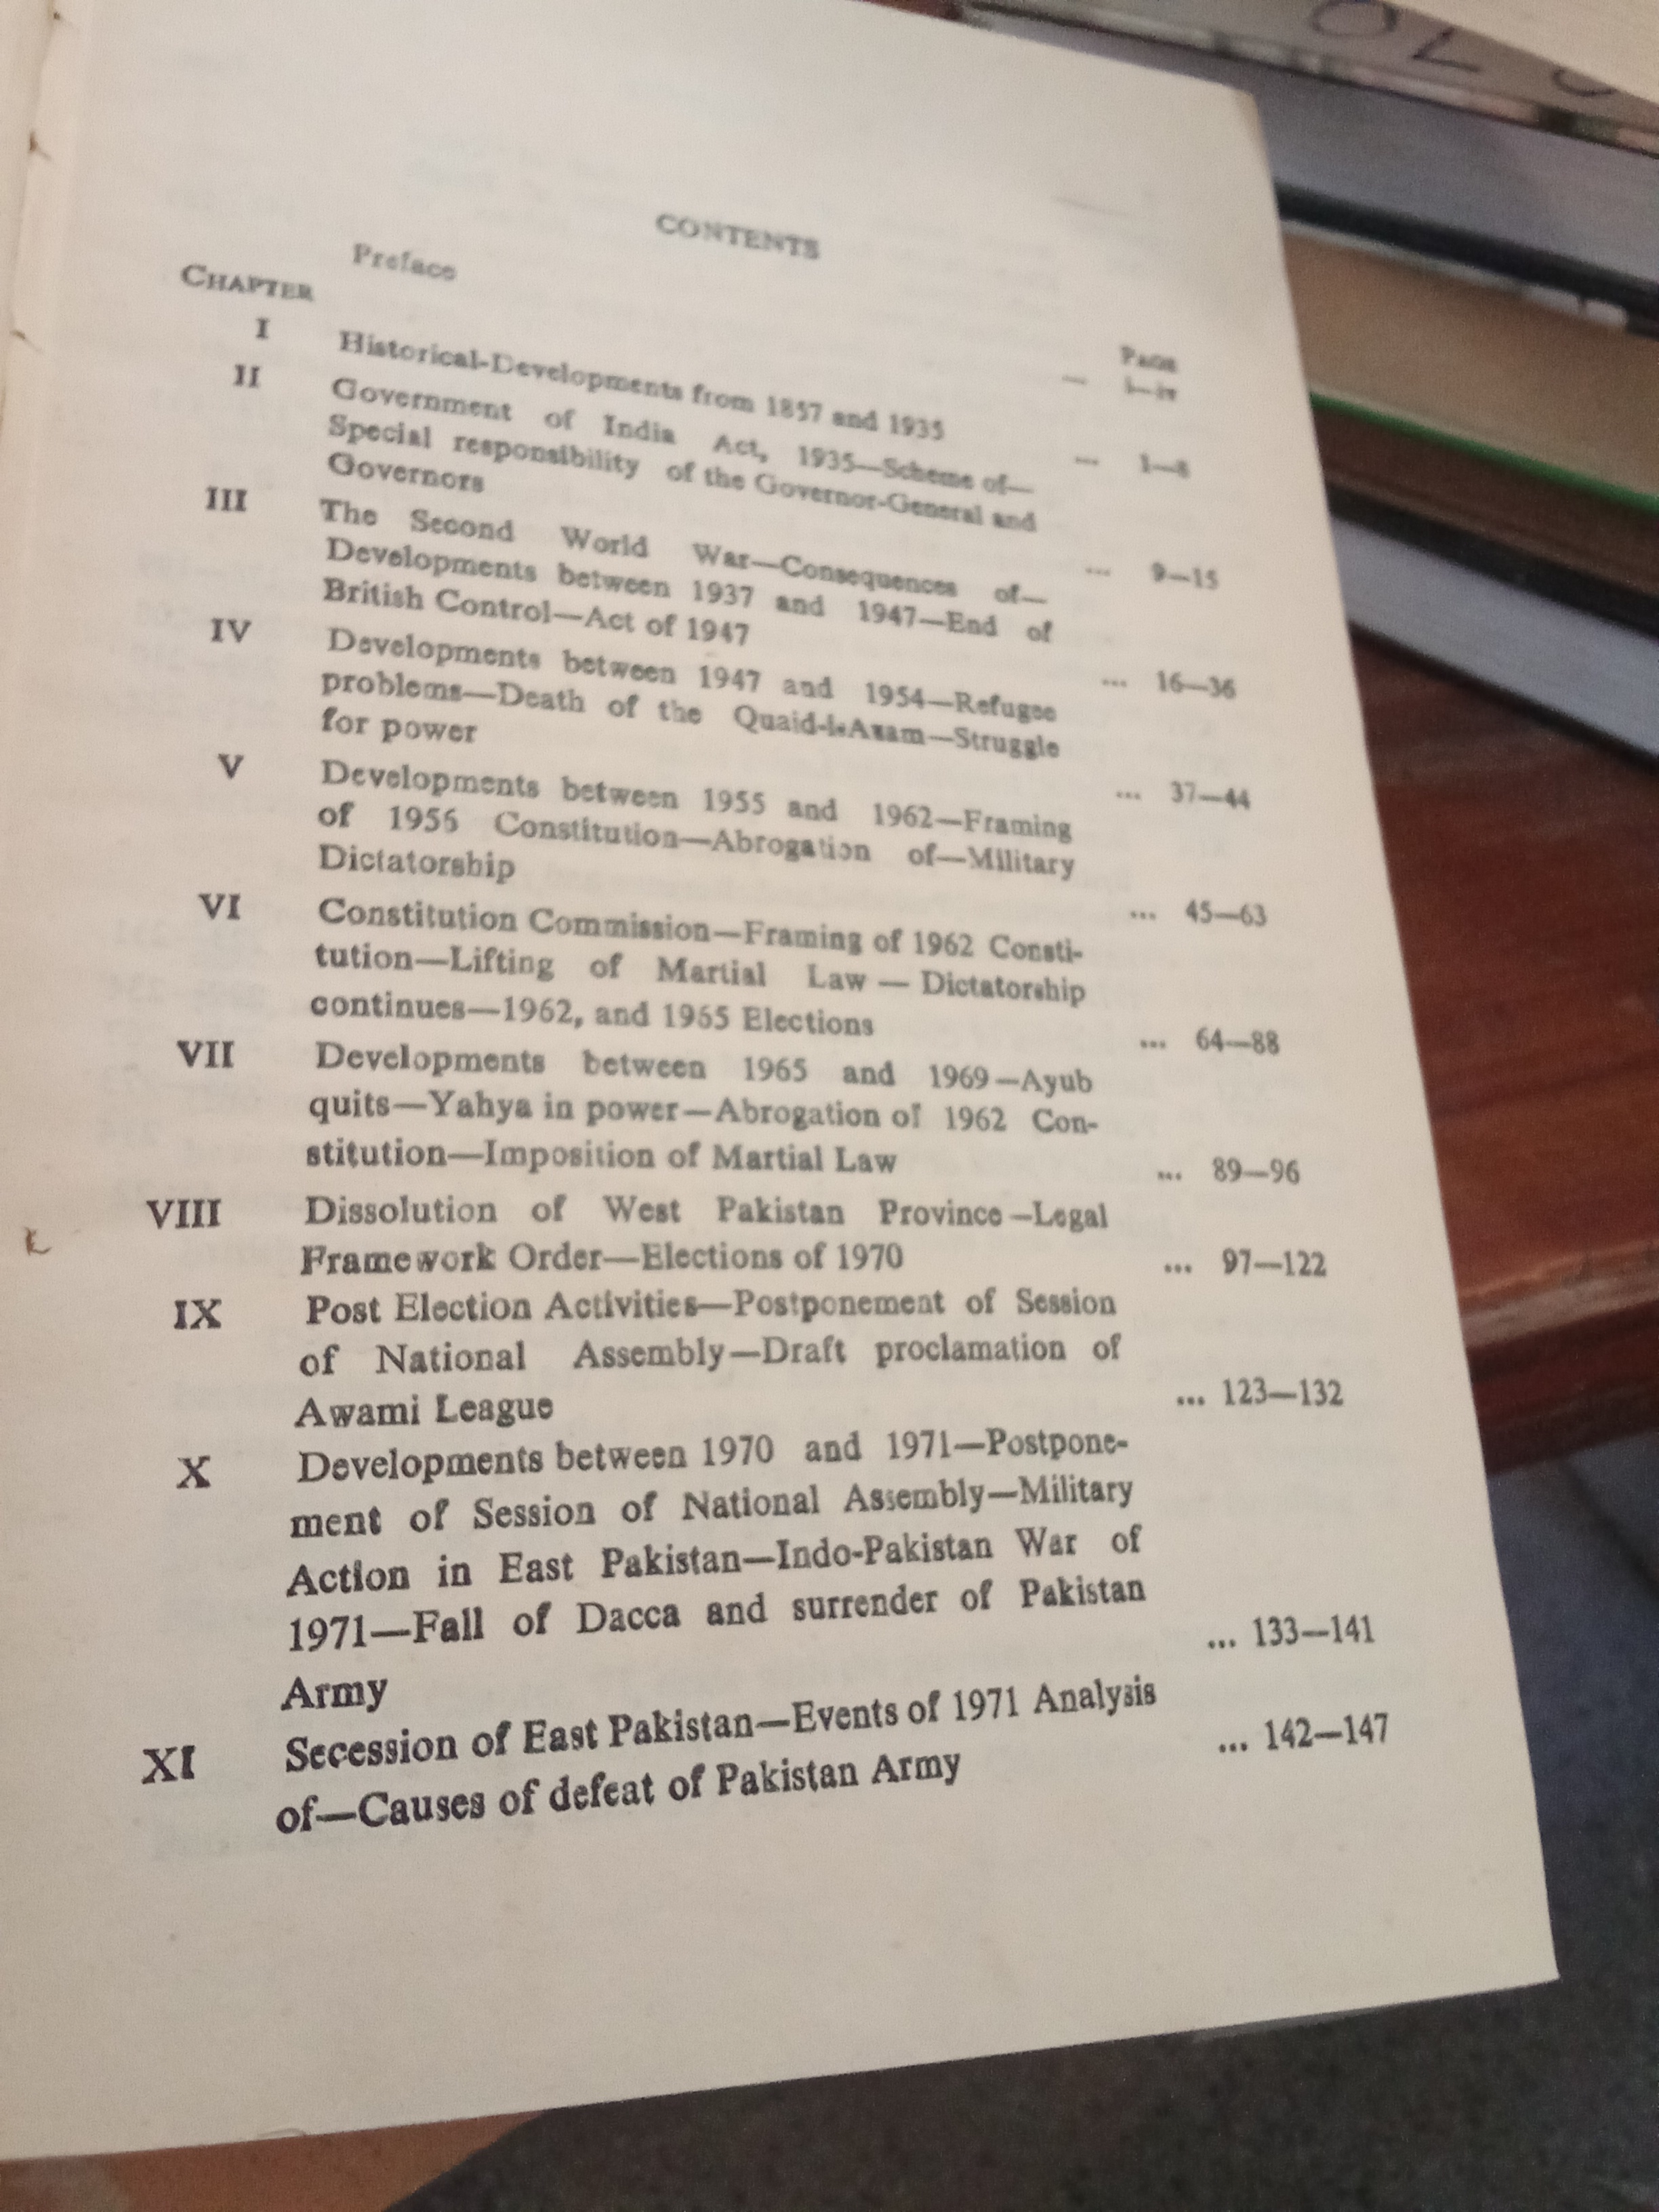 CONTENTS
PAGE
Preface ... i—iv
CHAPTER
I Historical-Developments from 1857 and 1935 ... 1—8
II Government of India Act, 1935—Scheme of—
Special responsibility of the Governor-General and
Governors ... 9—15
III The Second World War—Consequences of—
Developments between 1937 and 1947—End of
British Control—Act of 1947 ... 16—36
IV Developments between 1947 and 1954—Refugee
problems—Death of the Quaid-i-Azam—Struggle
for power ... 37—44
V Developments between 1955 and 1962—Framing
of 1956 Constitution—Abrogation of—Military
Dictatorship ... 45—63
VI Constitution Commission—Framing of 1962 Consti-
tution—Lifting of Martial Law — Dictatorship
continues—1962, and 1965 Elections ... 64—88
VII Developments between 1965 and 1969—Ayub
quits—Yahya in power—Abrogation of 1962 Con-
stitution—Imposition of Martial Law ... 89—96
VIII Dissolution of West Pakistan Province—Legal
Framework Order—Elections of 1970 ... 97—122
IX Post Election Activities—Postponement of Session
of National Assembly—Draft proclamation of
Awami League ... 123—132
X Developments between 1970 and 1971—Postpone-
ment of Session of National Assembly—Military
Action in East Pakistan—Indo-Pakistan War of
1971—Fall of Dacca and surrender of Pakistan
Army ... 133—141
XI Secession of East Pakistan—Events of 1971 Analysis
of—Causes of defeat of Pakistan Army ... 142—147